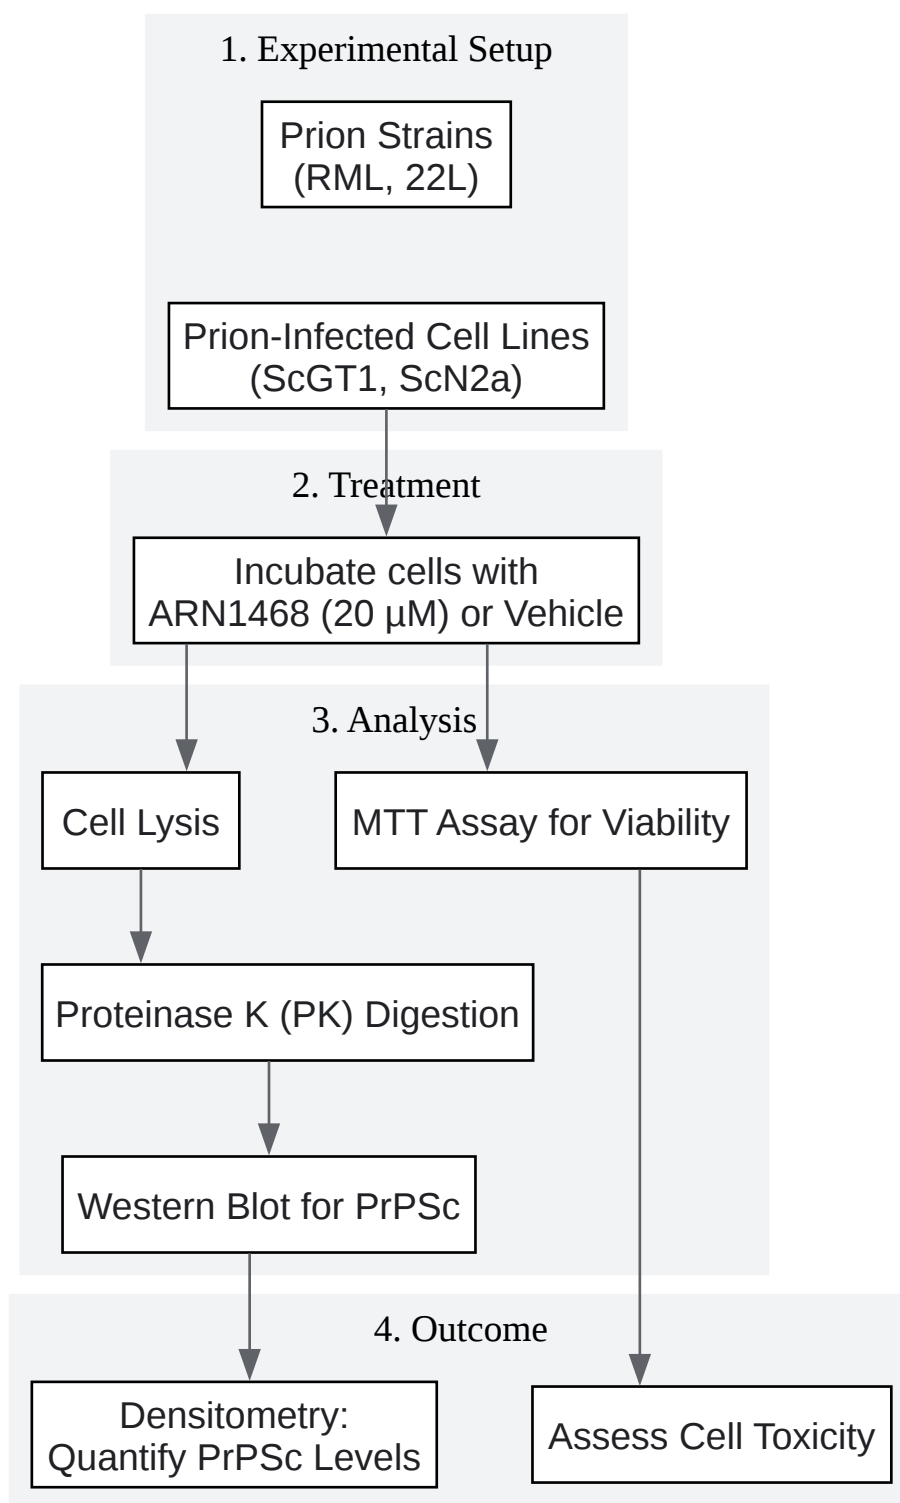 1. Experimental Setup
Prion Strains
(RML, 22L)
Prion-Infected Cell Lines
(ScGT1, ScN2a)
2. Treatment
Incubate cells with
ARN1468 (20 µM) or Vehicle
3. Analysis
Cell Lysis
MTT Assay for Viability
Proteinase K (PK) Digestion
Western Blot for PrPSc
4. Outcome
Densitometry:
Quantify PrPSc Levels
Assess Cell Toxicity